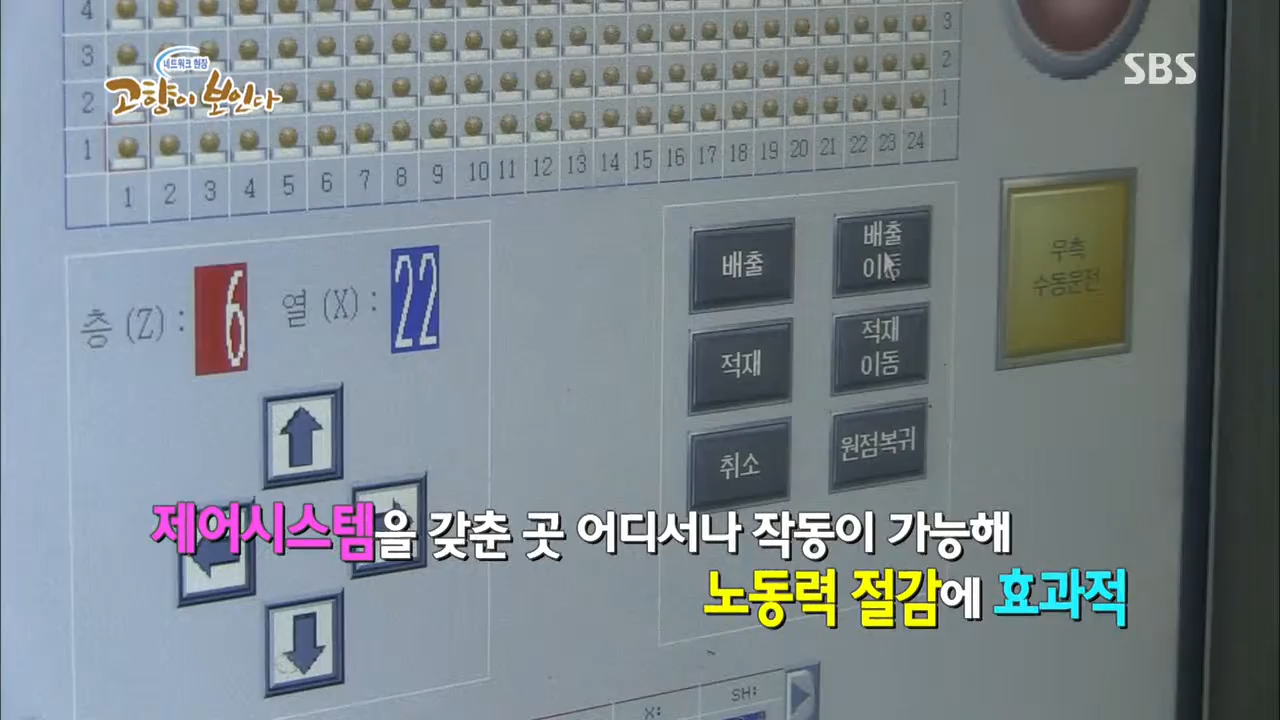 네트워크 현장
고향이 보인다
SBS
4
3 3
2 2
1 1
1 2 3 4 5 6 7 8 9 10 11 12 13 14 15 16 17 18 19 20 21 22 23 24
층 (Z) : 6 열 (X) : 22
배출
배출
이동
적재
적재
이동
취소
원점복귀
우측
수동운전
제어시스템을 갖춘 곳 어디서나 작동이 가능해
노동력 절감에 효과적
X: SH: